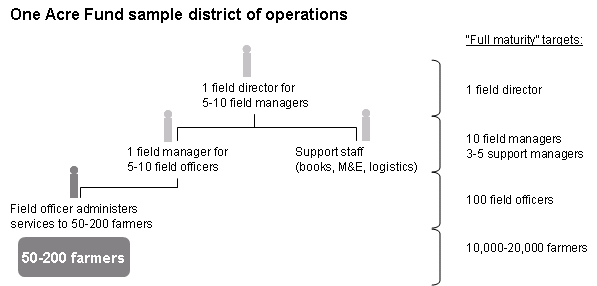 One Acre Fund sample district of operations
"Full maturity" targets:
1 field director for
5-10 field managers
1 field director
1 field manager for
5-10 field officers
Support staff
(books, M&E, logistics)
10 field managers
3-5 support managers
Field officer administers
services to 50-200 farmers
100 field officers
50-200 farmers
10,000-20,000 farmers